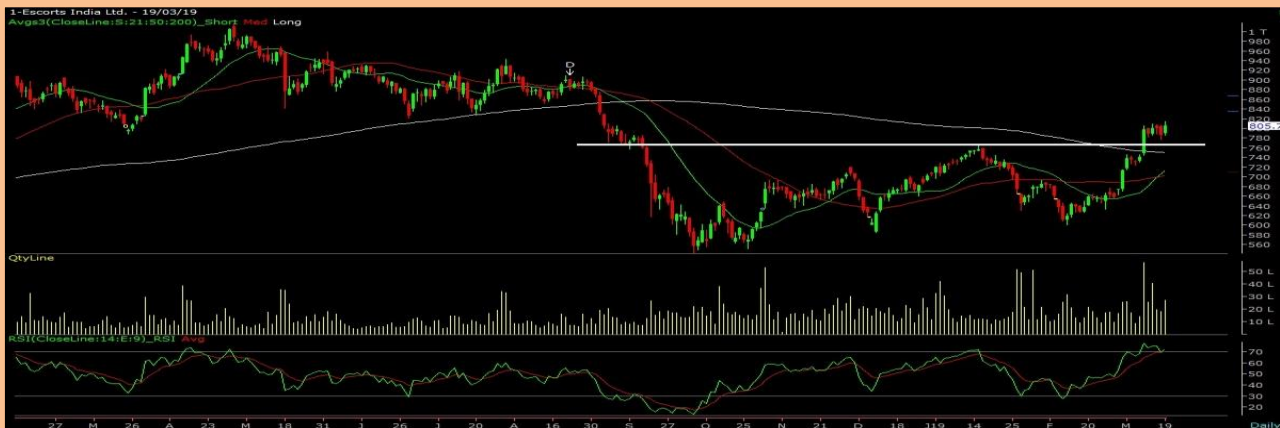 1-Escorts India Ltd. - 19/03/19
Avgs3(CloseLine:S:21:50:200)_Short Med Long
1 T
980
960
940
920
900
880
860
840
820
805.7
780
760
740
720
700
680
660
640
620
600
580
560
D
QtyLine
50 L
40 L
30 L
20 L
10 L
RSI(CloseLine:14:E:9)_RSI Avg
70
60
50
40
30
20
27 M 26 A 23 M 18 31 J J 20 A 16 30 S 27 O 25 N 21 D 18 J19 14 25 F 20 M 19
Daily